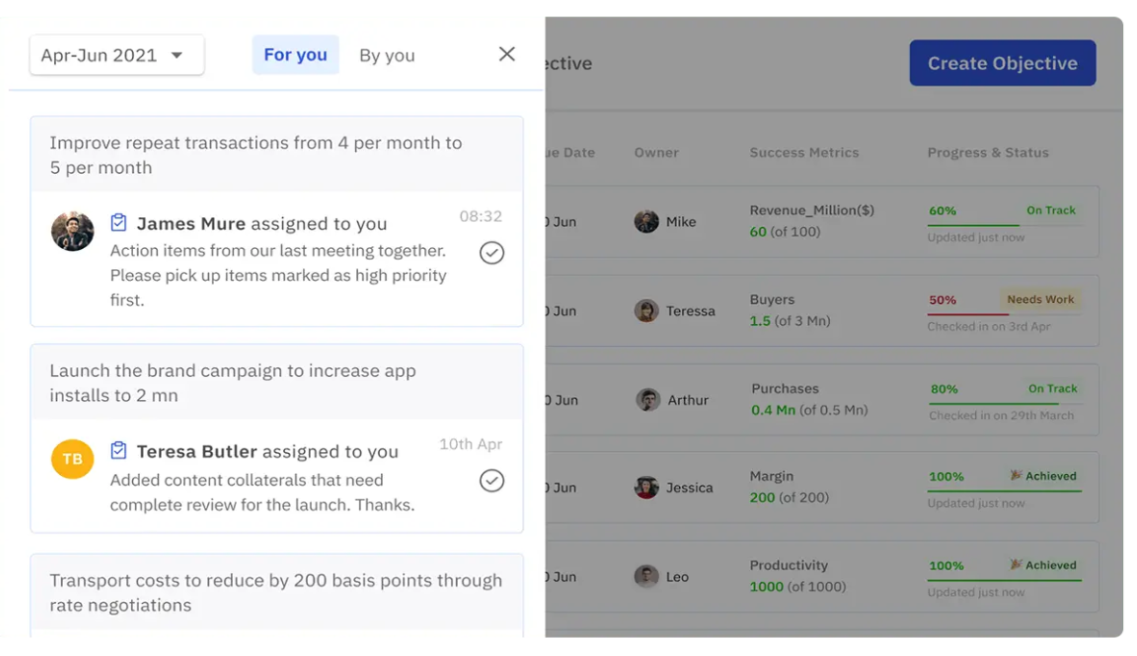 Apr-Jun 2021
For you
By you
Improve repeat transactions from 4 per month to
5 per month
James Mure assigned to you
08:32
Action items from our last meeting together.
Please pick up items marked as high priority
first.
Launch the brand campaign to increase app
installs to 2 mn
TB
Teresa Butler assigned to you
10th Apr
Added content collaterals that need
complete review for the launch. Thanks.
Transport costs to reduce by 200 basis points through
rate negotiations
ective
Create Objective
ue Date Owner Success Metrics Progress & Status
0 Jun
Mike
Revenue_Million($)
60 (of 100)
60%
On Track
Updated just now
0 Jun
Teressa
Buyers
1.5 (of 3 Mn)
50%
Needs Work
Checked in on 3rd Apr
0 Jun
Arthur
Purchases
0.4 Mn (of 0.5 Mn)
80%
On Track
Checked in on 29th March
0 Jun
Jessica
Margin
200 (of 200)
100%
Achieved
Updated just now
0 Jun
Leo
Productivity
1000 (of 1000)
100%
Achieved
Updated just now